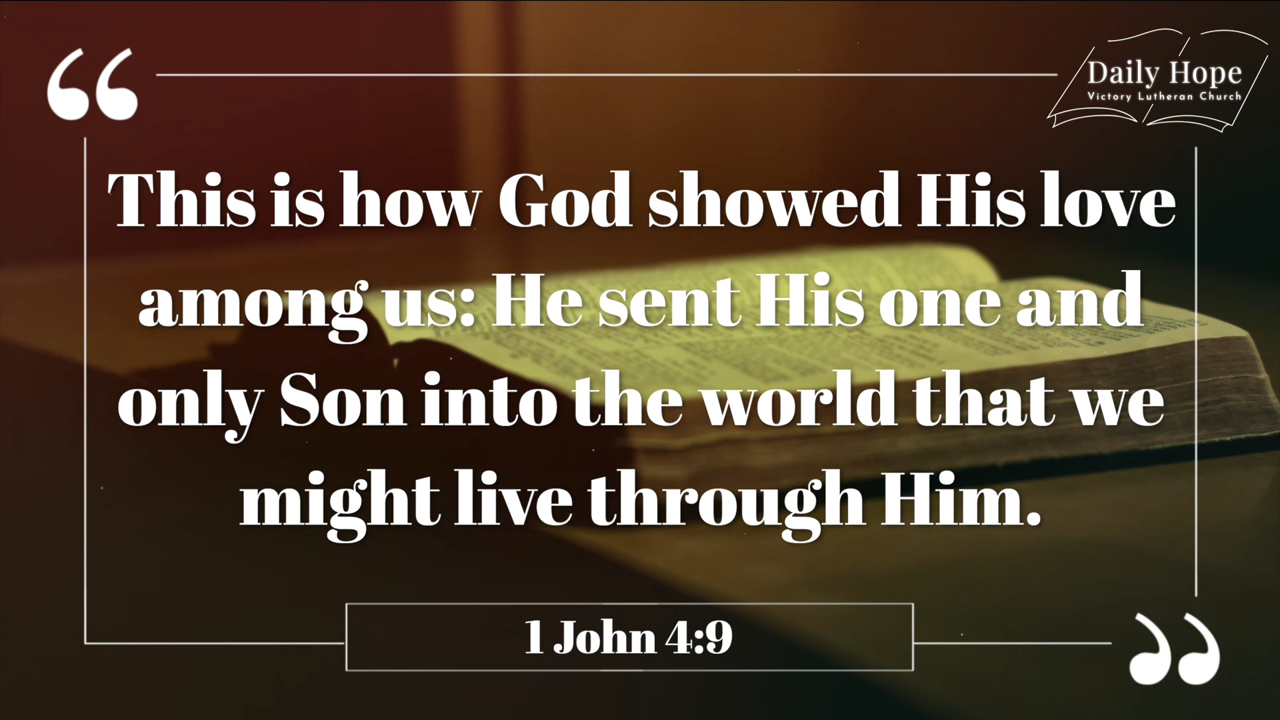 Daily Hope
Victory Lutheran Church
This is how God showed His love
among us: He sent His one and
only Son into the world that we
might live through Him.
1 John 4:9